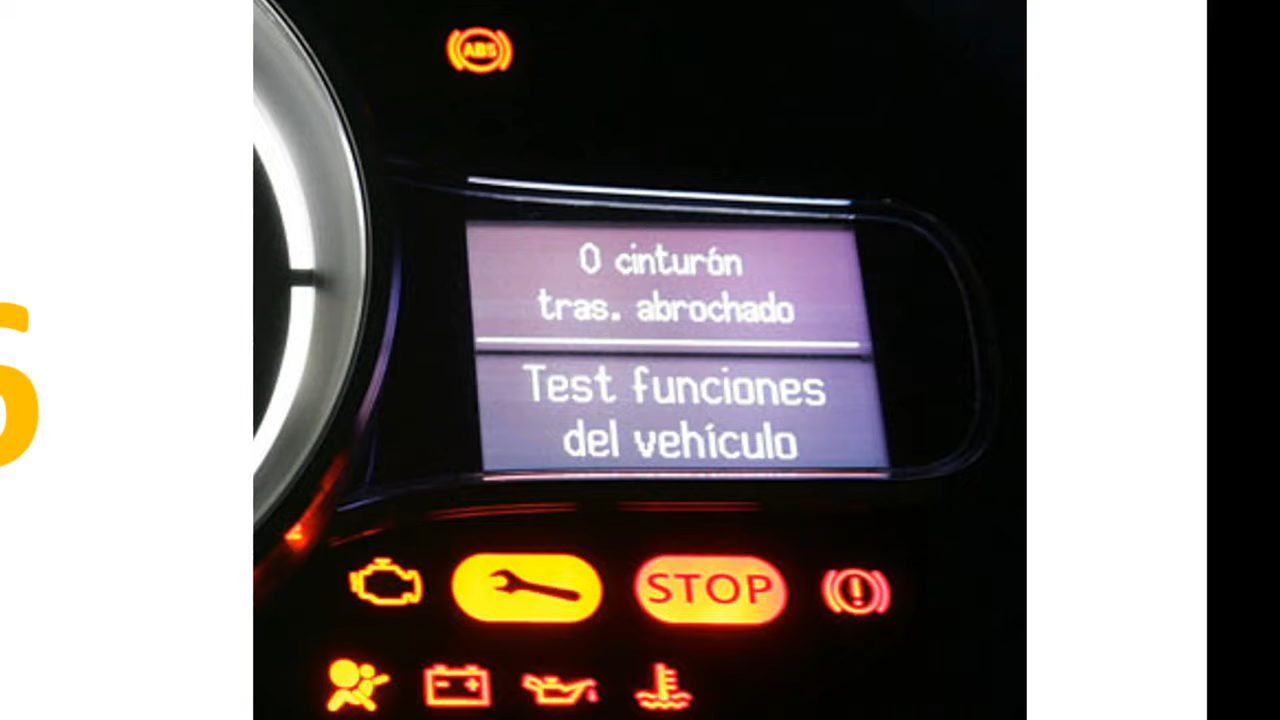 ABS
0 cinturón
tras. abrochado
Test funciones
del vehículo
STOP